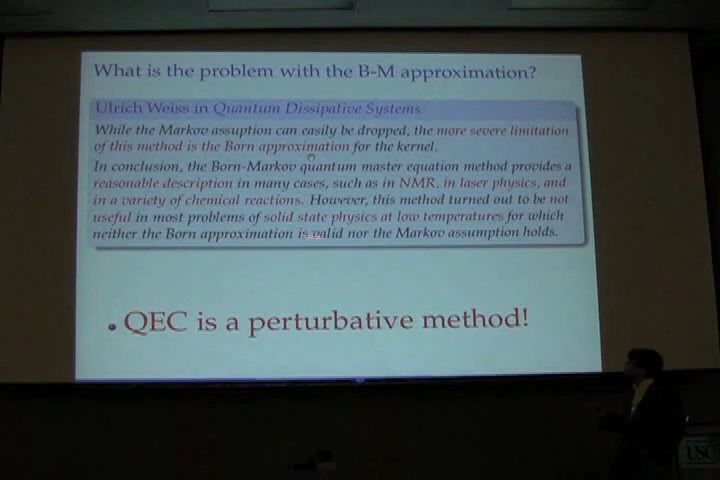 What is the problem with the B-M approximation?
Ulrich Weiss in Quantum Dissipative Systems
While the Markov assuption can easily be dropped, the more severe limitation
of this method is the Born approximation for the kernel.
In conclusion, the Born-Markov quantum master equation method provides a
reasonable description in many cases, such as in NMR, in laser physics, and
in a variety of chemical reactions. However, this method turned out to be not
useful in most problems of solid state physics at low temperatures for which
neither the Born approximation is valid nor the Markov assumption holds.
• QEC is a perturbative method!
USC